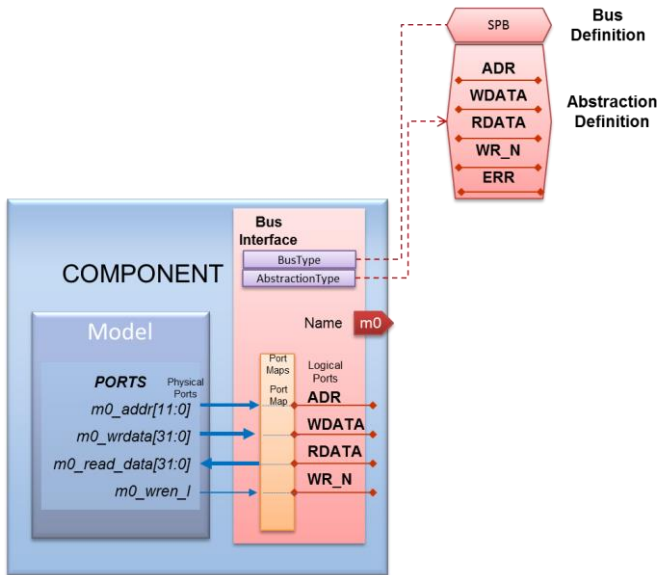 SPB
Bus
Definition
ADR
WDATA
RDATA
WR_N
ERR
Abstraction
Definition
COMPONENT
Bus
Interface
BusType
AbstractionType
Name
m0
Model
PORTS
Physical
Ports
Port
Maps
Port
Map
Logical
Ports
m0_addr[11:0]
ADR
m0_wrdata[31:0]
WDATA
m0_read_data[31:0]
RDATA
m0_wren_l
WR_N